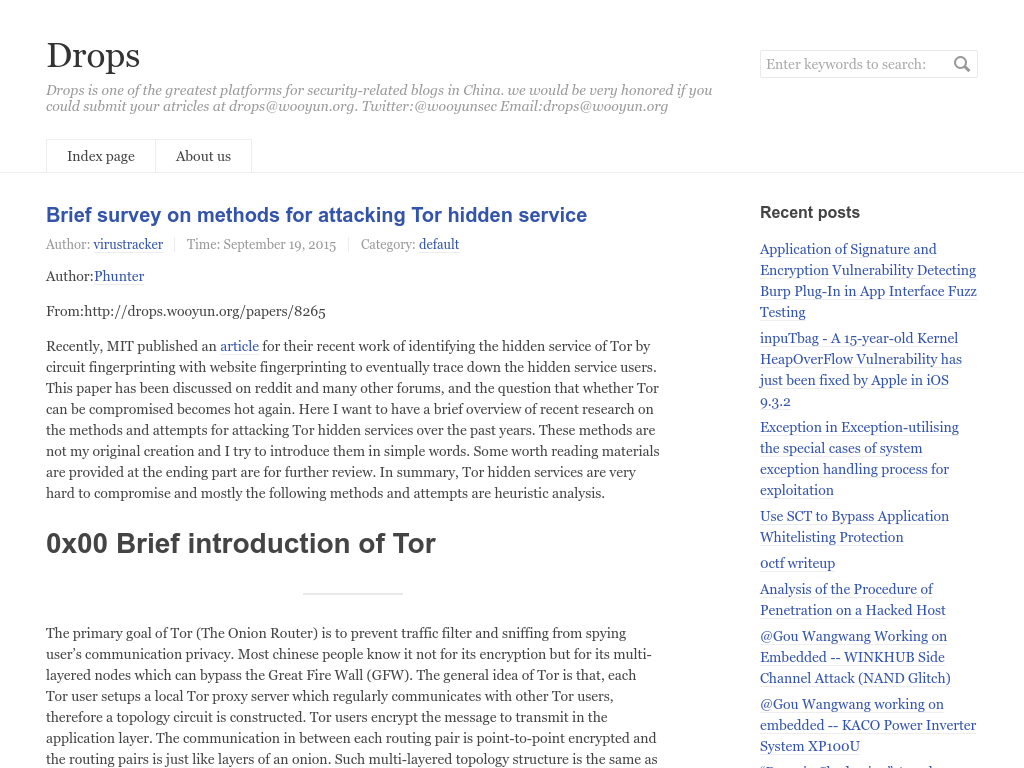 Drops
Drops is one of the greatest platforms for security-related blogs in China. we would be very honored if you
could submit your atricles at drops@wooyun.org. Twitter:@wooyunsec Email:drops@wooyun.org
Enter keywords to search:
Index page
About us
Brief survey on methods for attacking Tor hidden service
Author: virustracker Time: September 19, 2015 Category: default
Author:Phunter
From:http://drops.wooyun.org/papers/8265
Recently, MIT published an article for their recent work of identifying the hidden service of Tor by
circuit fingerprinting with website fingerprinting to eventually trace down the hidden service users.
This paper has been discussed on reddit and many other forums, and the question that whether Tor
can be compromised becomes hot again. Here I want to have a brief overview of recent research on
the methods and attempts for attacking Tor hidden services over the past years. These methods are
not my original creation and I try to introduce them in simple words. Some worth reading materials
are provided at the ending part are for further review. In summary, Tor hidden services are very
hard to compromise and mostly the following methods and attempts are heuristic analysis.
0x00 Brief introduction of Tor
The primary goal of Tor (The Onion Router) is to prevent traffic filter and sniffing from spying
user's communication privacy. Most chinese people know it not for its encryption but for its multi-
layered nodes which can bypass the Great Fire Wall (GFW). The general idea of Tor is that, each
Tor user setups a local Tor proxy server which regularly communicates with other Tor users,
therefore a topology circuit is constructed. Tor users encrypt the message to transmit in the
application layer. The communication in between each routing pair is point-to-point encrypted and
the routing pairs is just like layers of an onion. Such multi-layered topology structure is the same as
Recent posts
Application of Signature and
Encryption Vulnerability Detecting
Burp Plug-In in App Interface Fuzz
Testing
inpuTbag - A 15-year-old Kernel
HeapOverFlow Vulnerability has
just been fixed by Apple in iOS
9.3.2
Exception in Exception-utilising
the special cases of system
exception handling process for
exploitation
Use SCT to Bypass Application
Whitelisting Protection
0ctf writeup
Analysis of the Procedure of
Penetration on a Hacked Host
@Gou Wangwang Working on
Embedded -- WINKHUB Side
Channel Attack (NAND Glitch)
@Gou Wangwang working on
embedded -- KACO Power Inverter
System XP100U